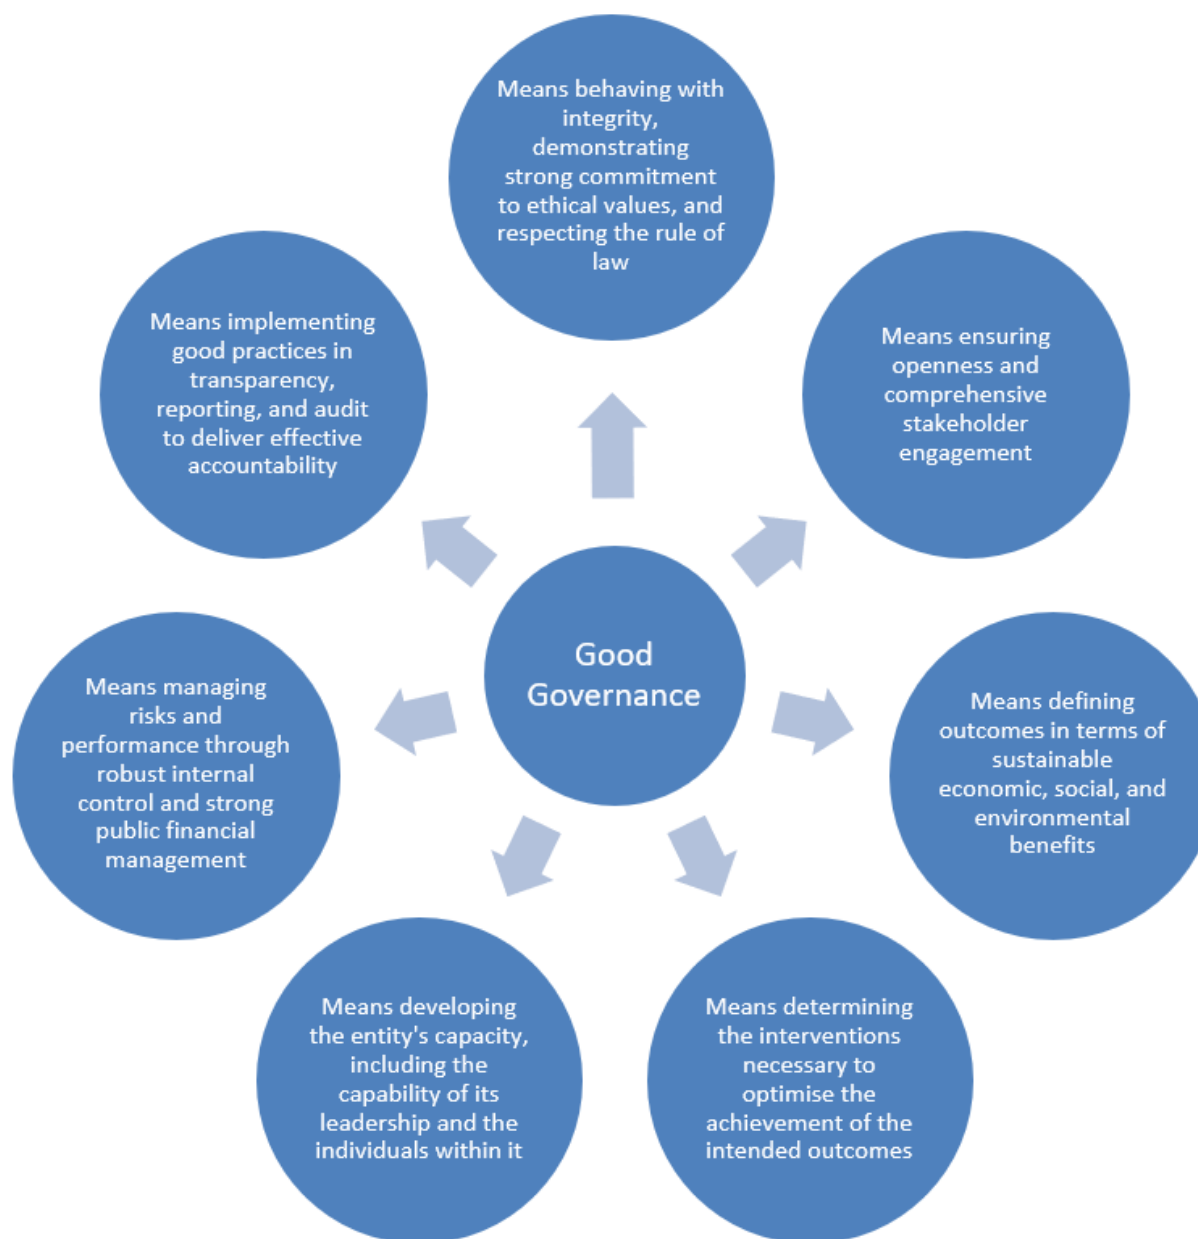 Means behaving with
integrity,
demonstrating
strong commitment
to ethical values, and
respecting the rule of
law
Means ensuring
openness and
comprehensive
stakeholder
engagement
Means defining
outcomes in terms of
sustainable
economic, social, and
environmental
benefits
Means determining
the interventions
necessary to
optimise the
achievement of the
intended outcomes
Means developing
the entity's capacity,
including the
capability of its
leadership and the
individuals within it
Means managing
risks and
performance through
robust internal
control and strong
public financial
management
Means implementing
good practices in
transparency,
reporting, and audit
to deliver effective
accountability
Good
Governance